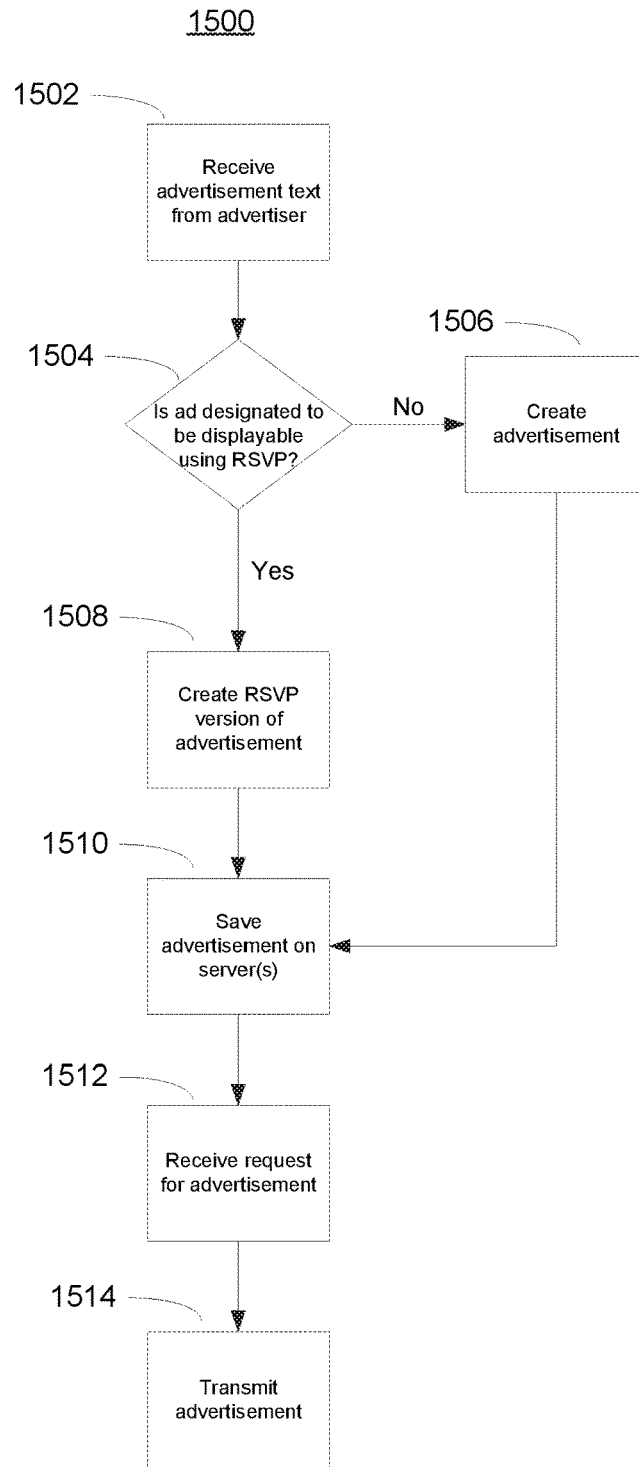 1500
1502
Receive
advertisement text
from advertiser
1504
Is ad designated to
be displayable
using RSVP?
No
1506
Create
advertisement
Yes
1508
Create RSVP
version of
advertisement
1510
Save
advertisement on
server(s)
1512
Receive request
for advertisement
1514
Transmit
advertisement